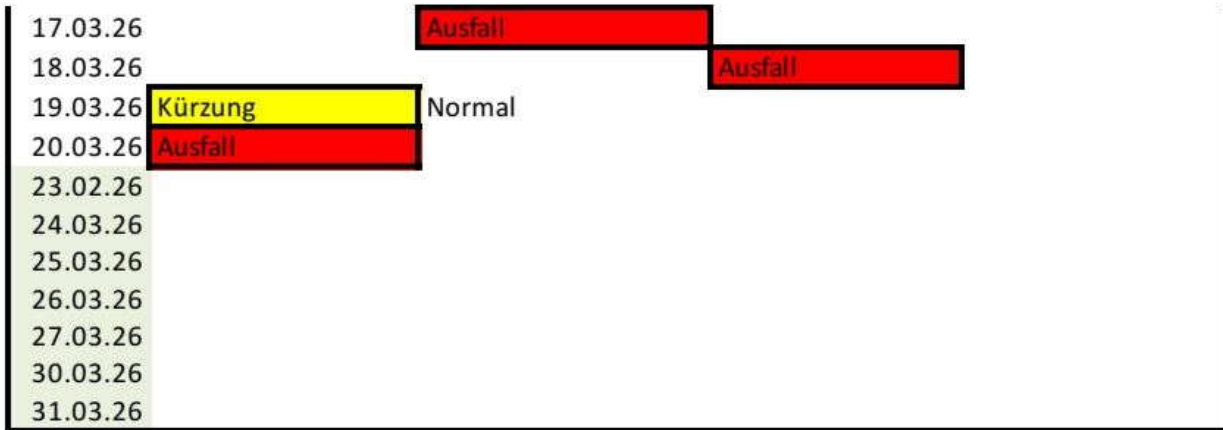 17.03.26 Ausfall
18.03.26 Ausfall
19.03.26 Kürzung Normal
20.03.26 Ausfall
23.02.26
24.03.26
25.03.26
26.03.26
27.03.26
30.03.26
31.03.26